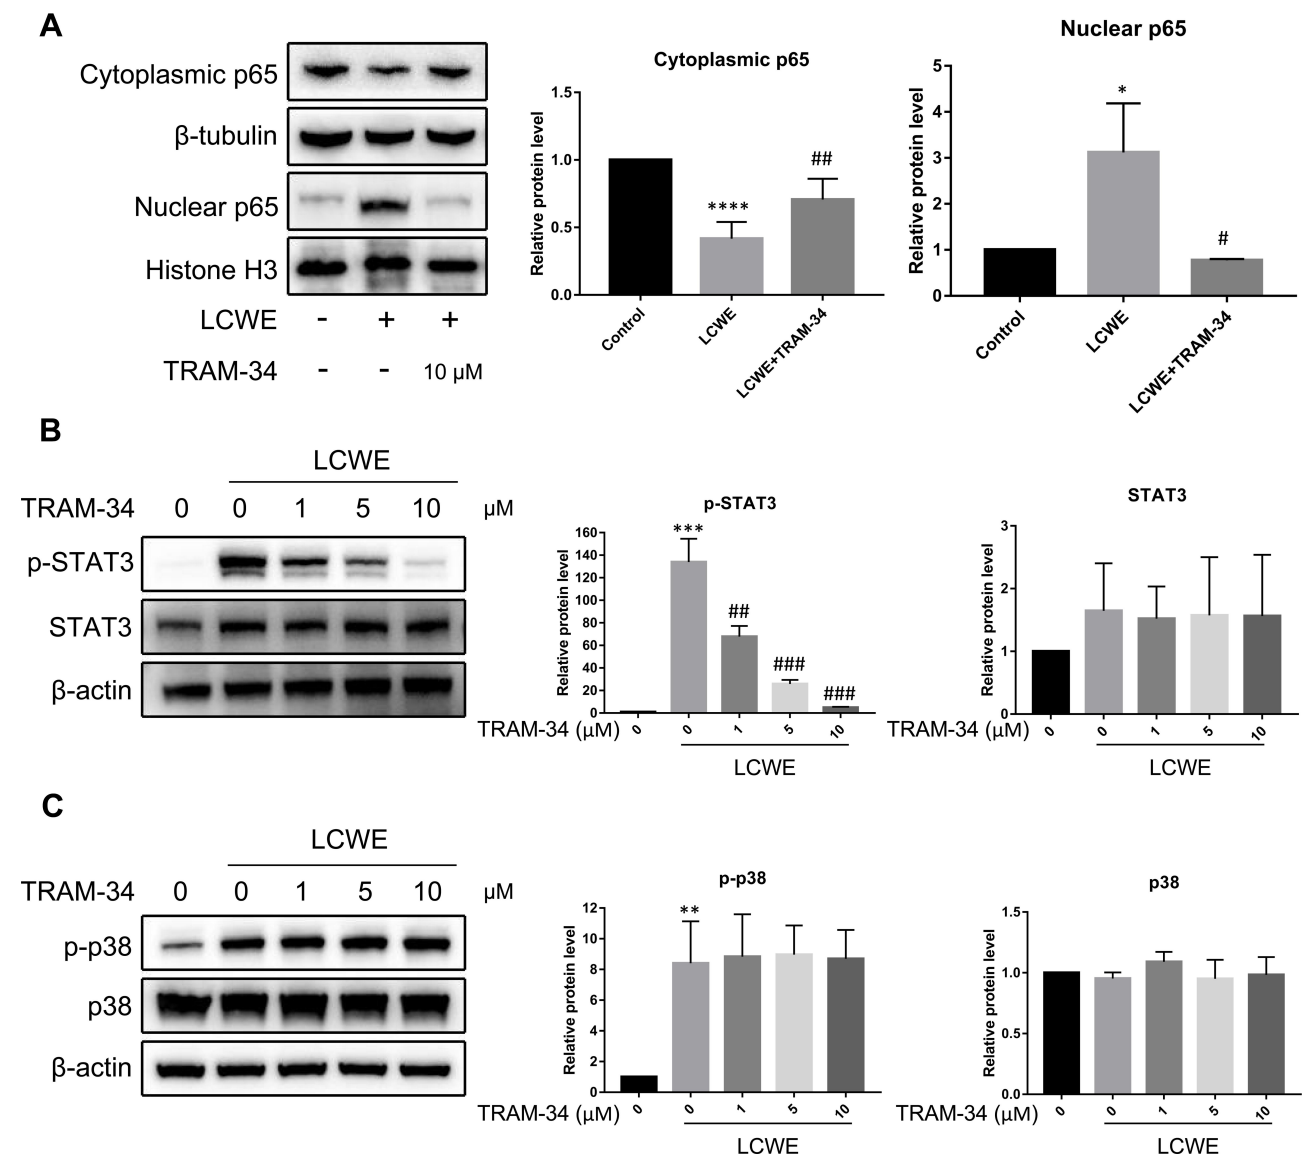 A
Cytoplasmic p65
β-tubulin
Nuclear p65
Histone H3
LCWE - + +
TRAM-34 - - 10 μM
Cytoplasmic p65
Relative protein level
1.5
1.0
0.5
0.0
****
##
Control
LCWE
LCWE+TRAM-34
Nuclear p65
Relative protein level
5
4
3
2
1
0
*
#
Control
LCWE
LCWE+TRAM-34
B
LCWE
TRAM-34 0 0 1 5 10 μM
p-STAT3
STAT3
β-actin
p-STAT3
Relative protein level
160
140
120
100
80
60
40
20
0
***
##
###
###
TRAM-34 (μM) 0 0 1 5 10
LCWE
STAT3
Relative protein level
3
2
1
0
TRAM-34 (μM) 0 0 1 5 10
LCWE
C
LCWE
TRAM-34 0 0 1 5 10 μM
p-p38
p38
β-actin
p-p38
Relative protein level
12
10
8
6
4
2
0
**
TRAM-34 (μM) 0 0 1 5 10
LCWE
p38
Relative protein level
1.5
1.0
0.5
0.0
TRAM-34 (μM) 0 0 1 5 10
LCWE